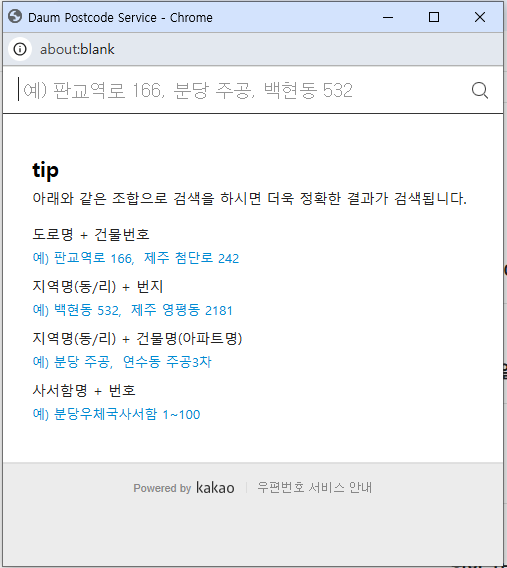 Daum Postcode Service - Chrome
about:blank
예) 판교역로 166, 분당 주공, 백현동 532
tip
아래와 같은 조합으로 검색을 하시면 더욱 정확한 결과가 검색됩니다.
도로명 + 건물번호
예) 판교역로 166, 제주 첨단로 242
지역명(동/리) + 번지
예) 백현동 532, 제주 영평동 2181
지역명(동/리) + 건물명(아파트명)
예) 분당 주공, 연수동 주공3차
사서함명 + 번호
예) 분당우체국사서함 1~100
Powered by kakao 우편번호 서비스 안내